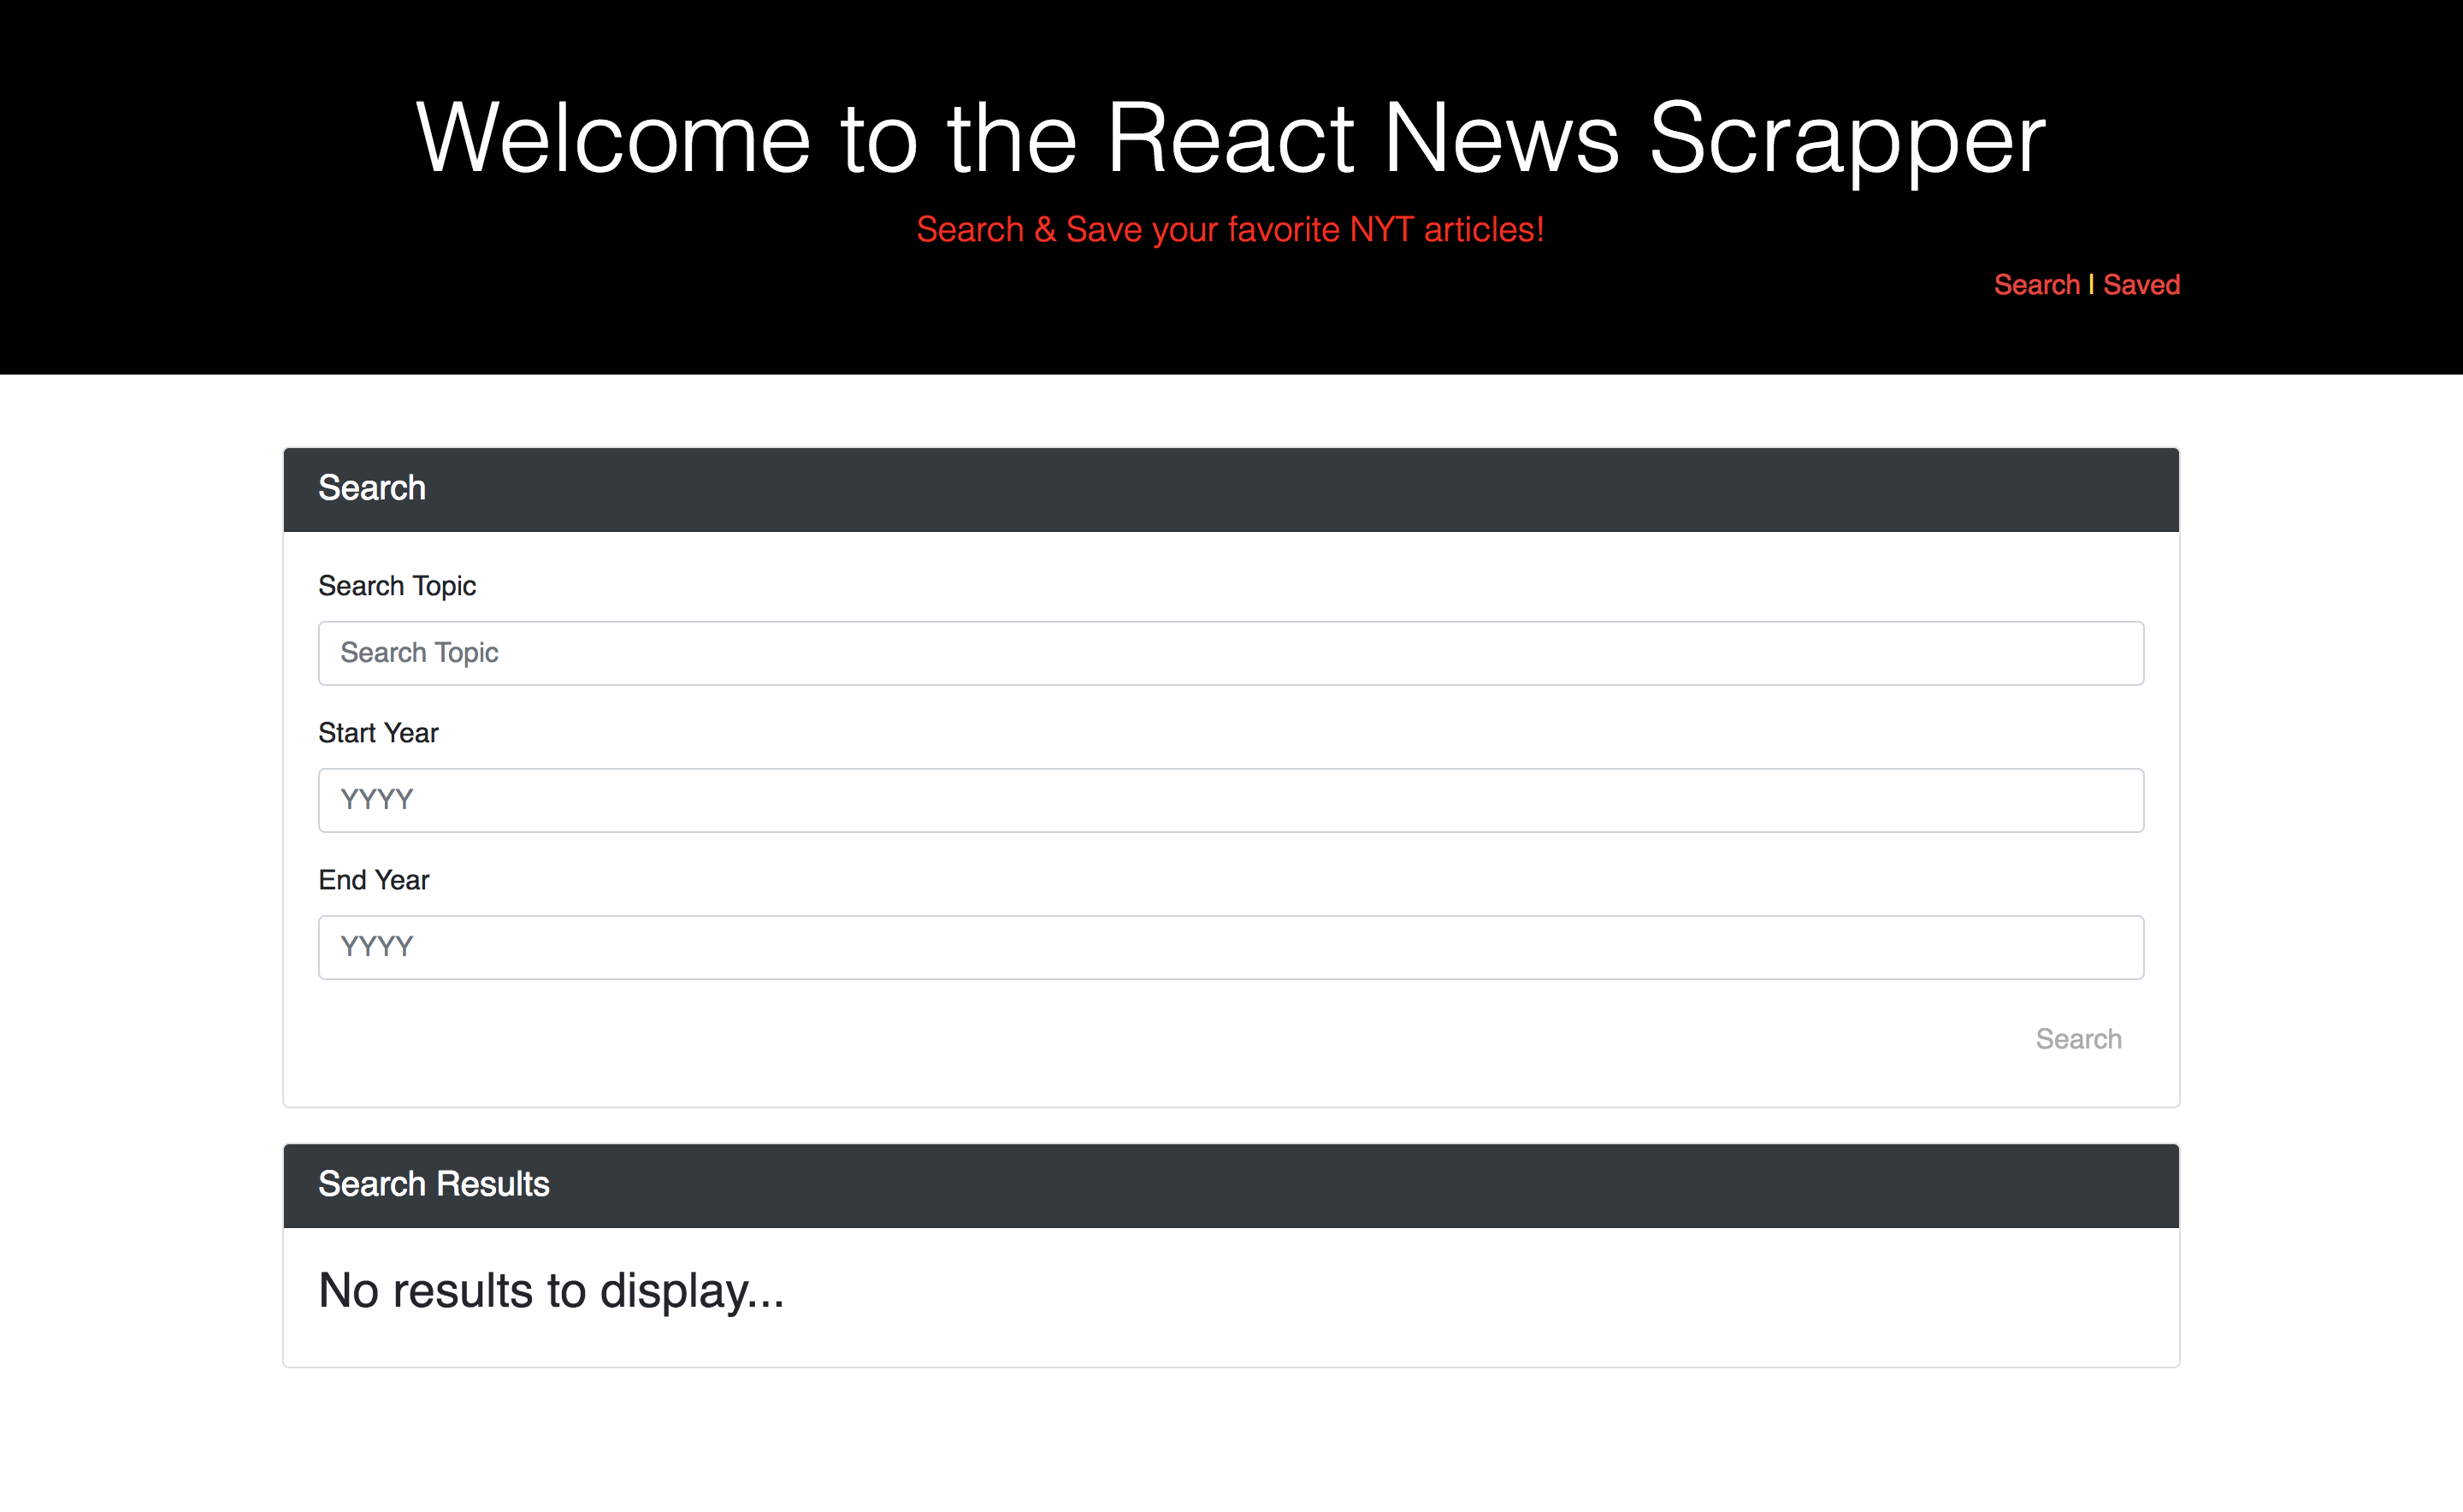 Welcome to the React News Scrapper
Search & Save your favorite NYT articles!
Search | Saved
Search
Search Topic
Search Topic
Start Year
YYYY
End Year
YYYY
Search
Search Results
No results to display...